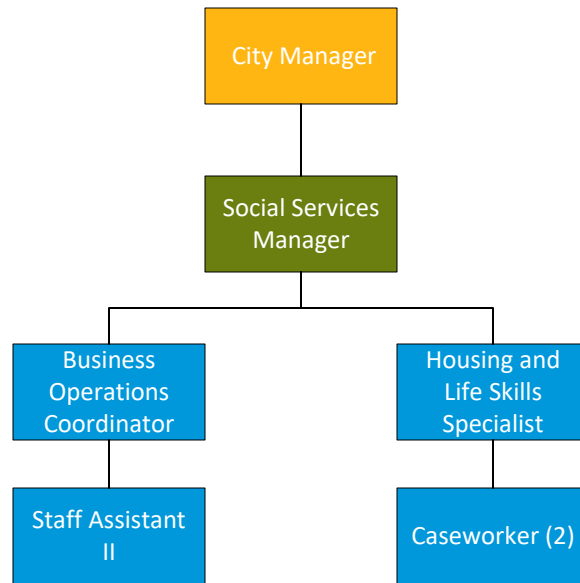 City Manager
Social Services
Manager
Business
Operations
Coordinator
Housing and
Life Skills
Specialist
Staff Assistant
II
Caseworker (2)